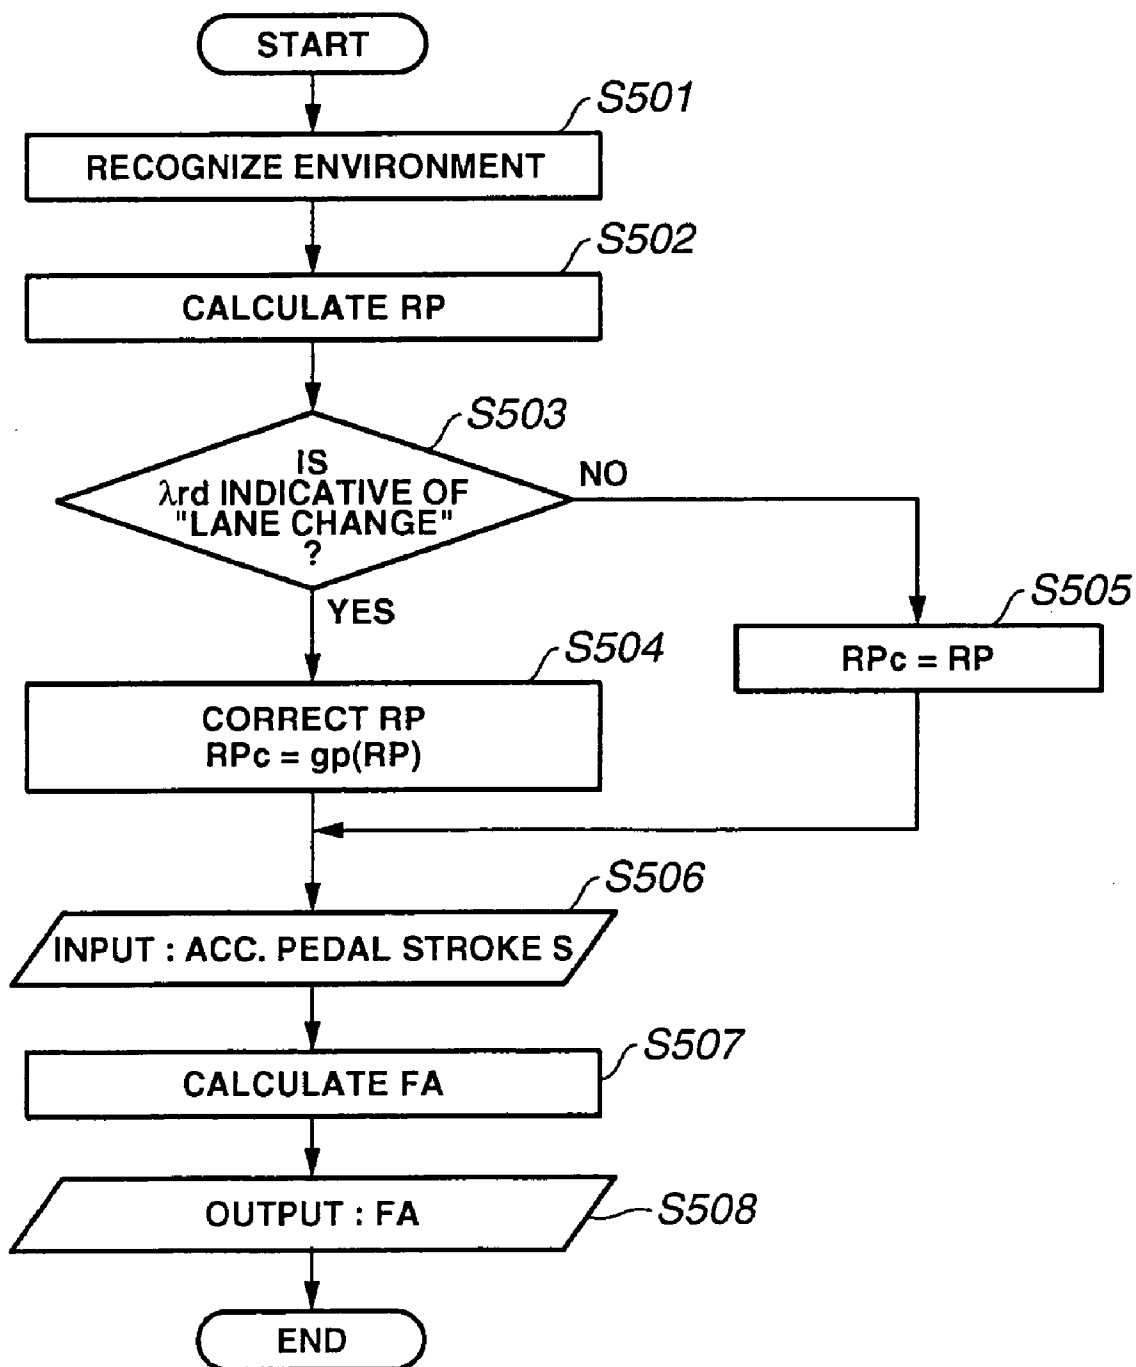 START
S501
RECOGNIZE ENVIRONMENT
S502
CALCULATE RP
S503
IS
λrd INDICATIVE OF
"LANE CHANGE"
?
NO
YES
S505
RPc = RP
S504
CORRECT RP
RPc = gp(RP)
S506
INPUT : ACC. PEDAL STROKE S
S507
CALCULATE FA
OUTPUT : FA
S508
END